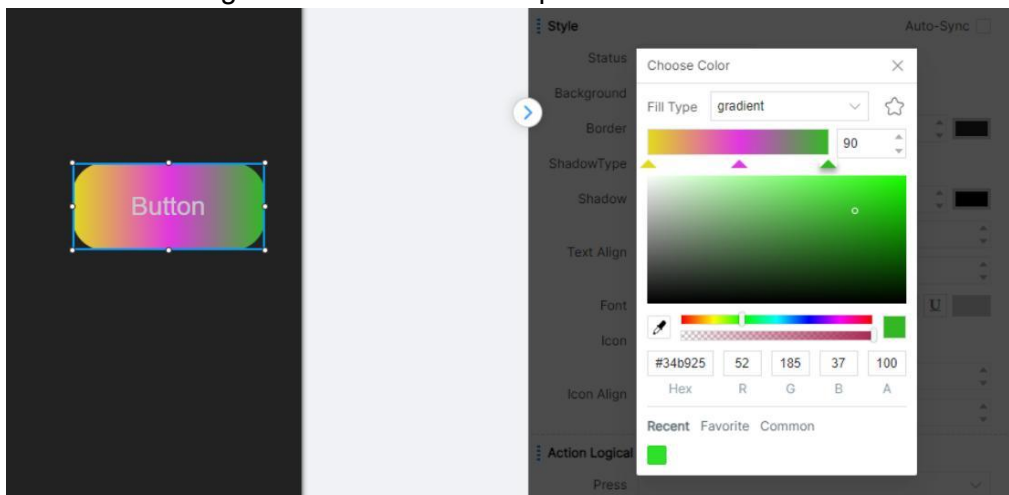 Style Auto-Sync
Status
Choose Color
Background
Fill Type gradient
Border
90
ShadowType
Button
Shadow
Text Align
Font
U
Icon
#34b925 52 185 37 100
Hex R G B A
Icon Align
Recent Favorite Common
Action Logical
Press